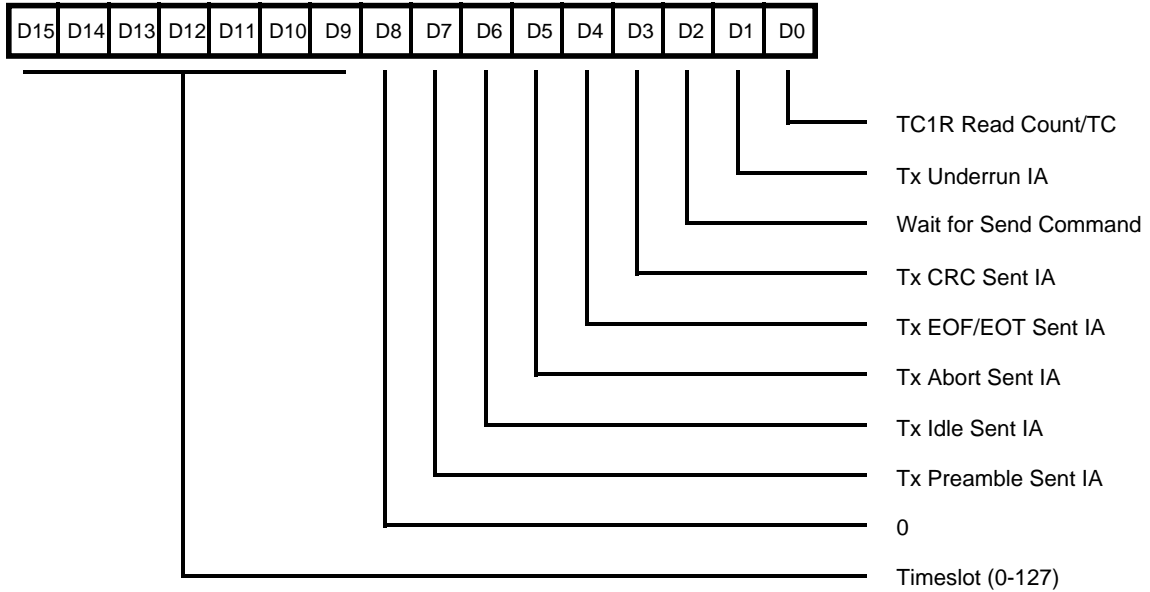 D15 D14 D13 D12 D11 D10 D9 D8 D7 D6 D5 D4 D3 D2 D1 D0
TC1R Read Count/TC
Tx Underrun IA
Wait for Send Command
Tx CRC Sent IA
Tx EOF/EOT Sent IA
Tx Abort Sent IA
Tx Idle Sent IA
Tx Preamble Sent IA
0
Timeslot (0-127)